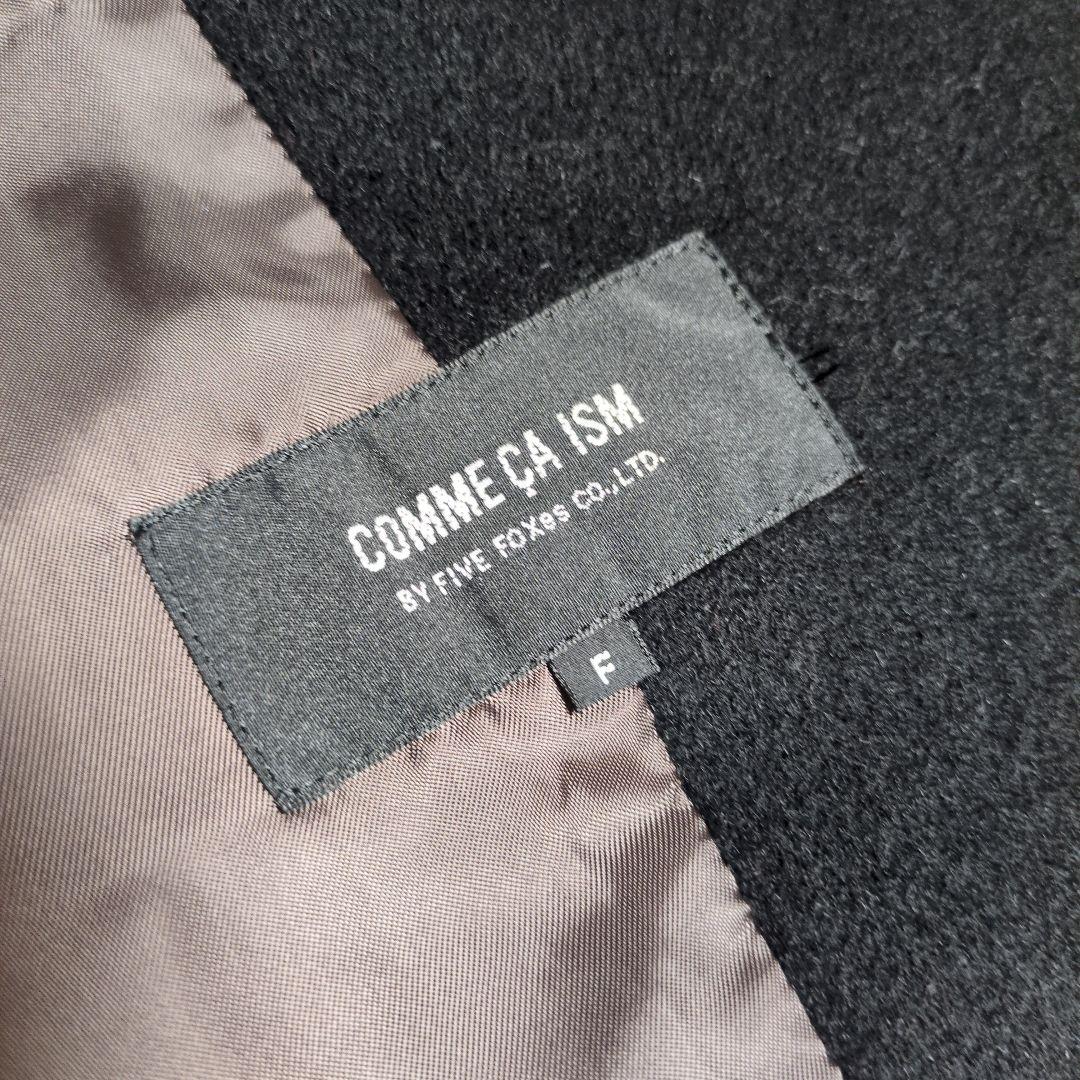 COMME ÇA ISM
BY FIVE FOXes CO.,LTD.
F